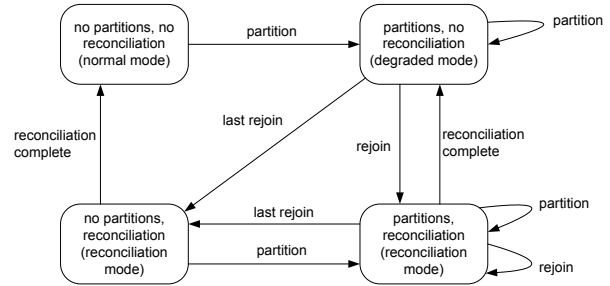 no partitions, no
reconciliation
(normal mode)
partition
partitions, no
reconciliation
(degraded mode)
partition
last rejoin
reconciliation
complete
rejoin
reconciliation
complete
no partitions,
reconciliation
(reconciliation
mode)
last rejoin
partition
partitions,
reconciliation
(reconciliation
mode)
partition
rejoin